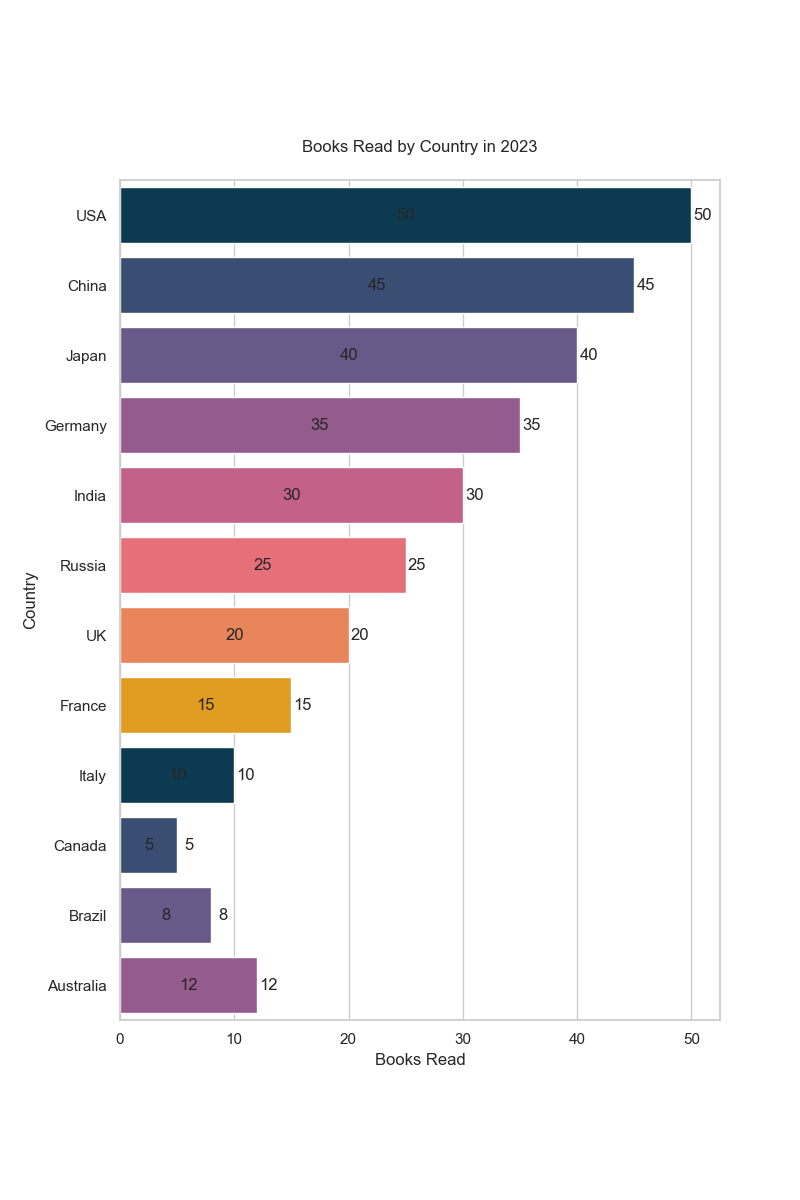 Books Read by Country in 2023
USA 50 50
China 45 45
Japan 40 40
Germany 35 35
India 30 30
Russia 25 25
UK 20 20
France 15 15
Italy 10 10
Canada 5 5
Brazil 8 8
Australia 12 12
0 10 20 30 40 50
Books Read
Country